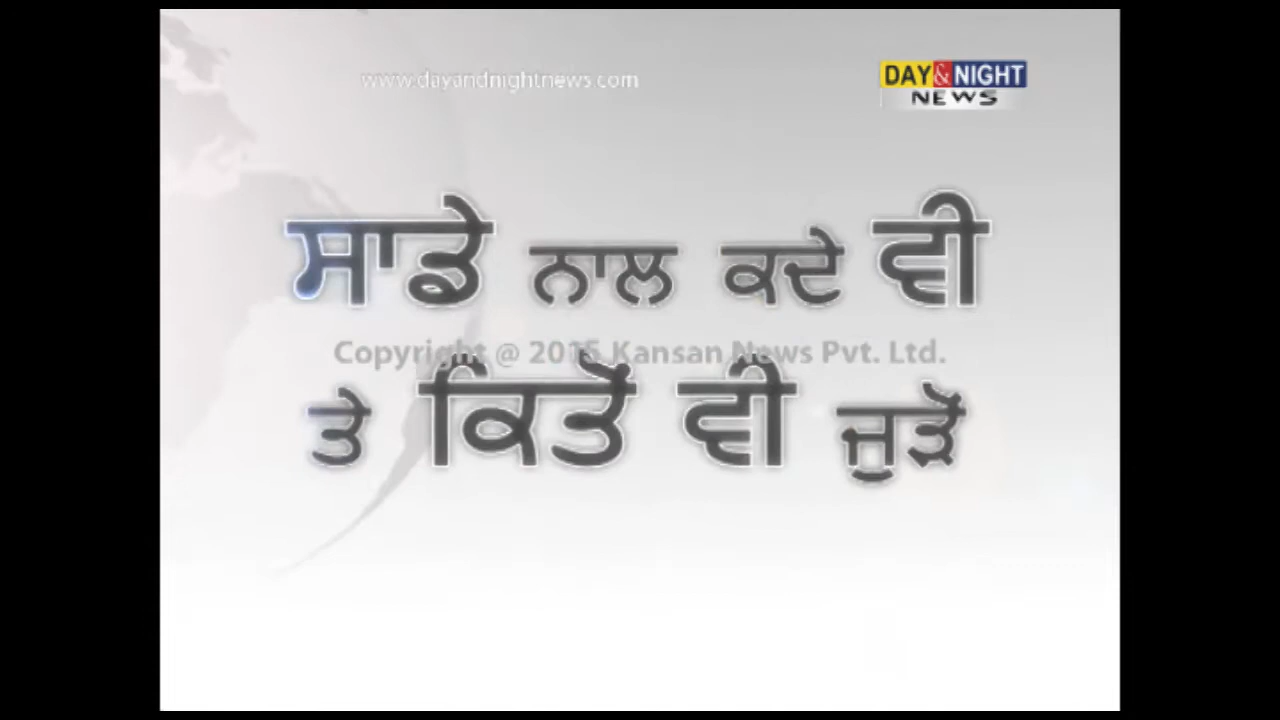 www.dayandnightnews.com
DAY & NIGHT
NEWS
ਸਾਡੇ ਨਾਲ ਕਦੇ ਵੀ
Copyright @ 2015 Kansan News Pvt. Ltd.
ਤੇ ਕਿਤੋਂ ਵੀ ਜੁੜੋਂ